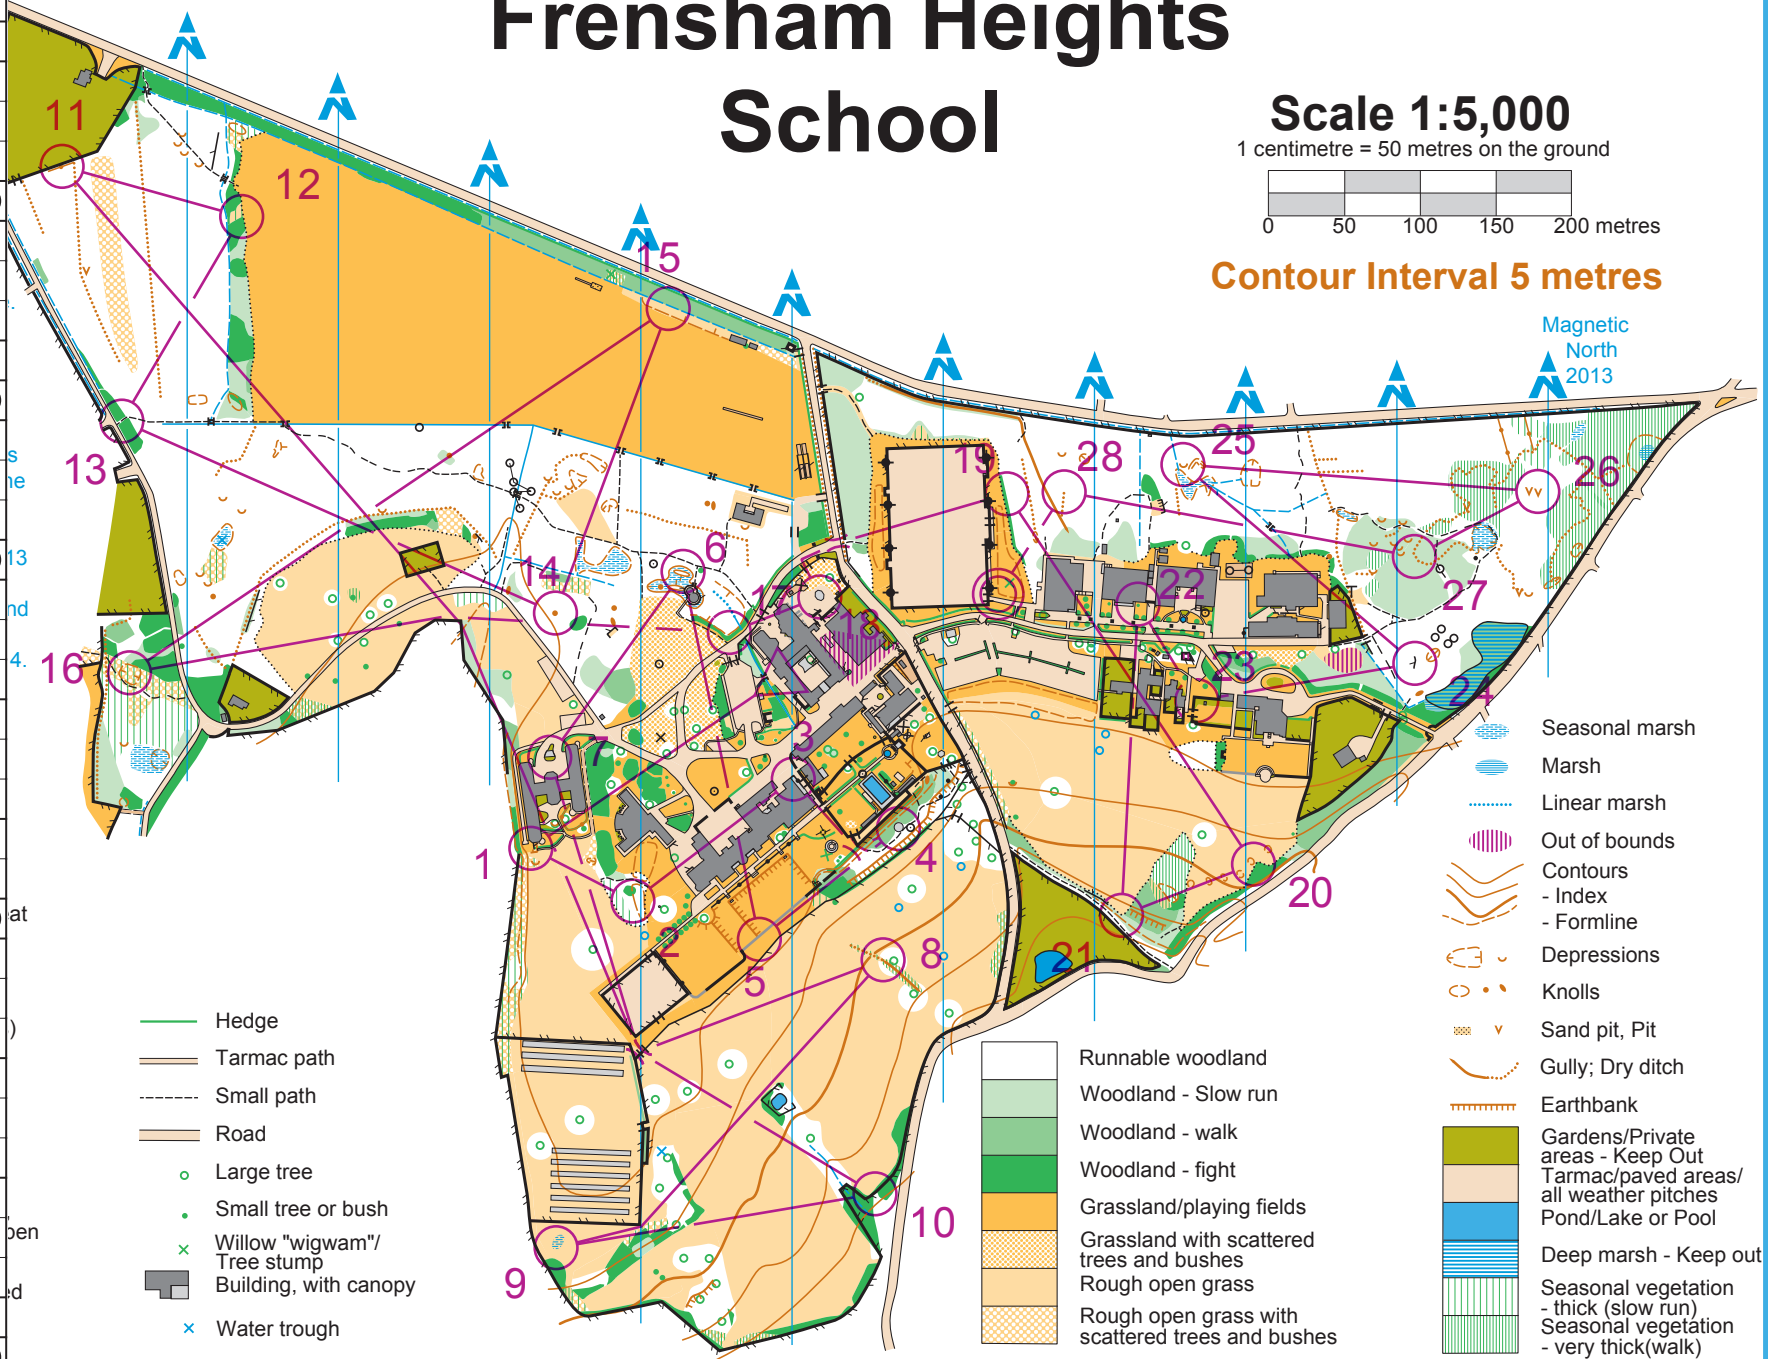 Frensham Heights
School
Scale 1:5,000
1 centimetre = 50 metres on the ground
0 50 100 150 200 metres
Contour Interval 5 metres
Magnetic
North
2013
11
12
15
13
14
6
17
18
19
28
25
26
22
27
16
23
24
7
3
1
4
2
5
8
20
21
9
10
s
ne
13
nd
4.
at
)
pen
ed
Hedge
Tarmac path
Small path
Road
Large tree
Small tree or bush
Willow "wigwam"/
Tree stump
Building, with canopy
Water trough
Runnable woodland
Woodland - Slow run
Woodland - walk
Woodland - fight
Grassland/playing fields
Grassland with scattered
trees and bushes
Rough open grass
Rough open grass with
scattered trees and bushes
Seasonal marsh
Marsh
Linear marsh
Out of bounds
Contours
- Index
- Formline
Depressions
Knolls
Sand pit, Pit
Gully; Dry ditch
Earthbank
Gardens/Private
areas - Keep Out
Tarmac/paved areas/
all weather pitches
Pond/Lake or Pool
Deep marsh - Keep out
Seasonal vegetation
- thick (slow run)
Seasonal vegetation
- very thick(walk)